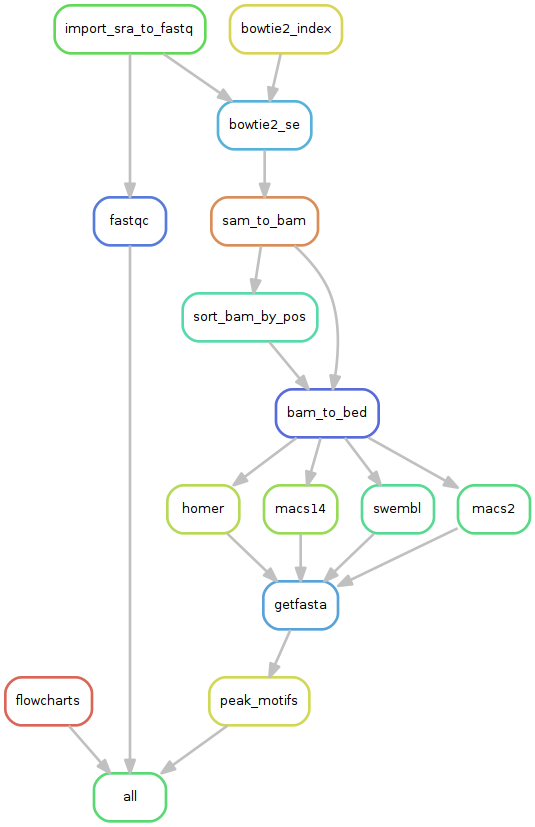 import_sra_to_fastq
bowtie2_index
bowtie2_se
fastqc
sam_to_bam
sort_bam_by_pos
bam_to_bed
homer
macs14
swembl
macs2
getfasta
flowcharts
peak_motifs
all